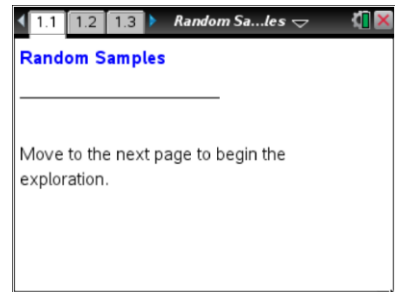 1.1 1.2 1.3 Random Sa...les
Random Samples
Move to the next page to begin the
exploration.